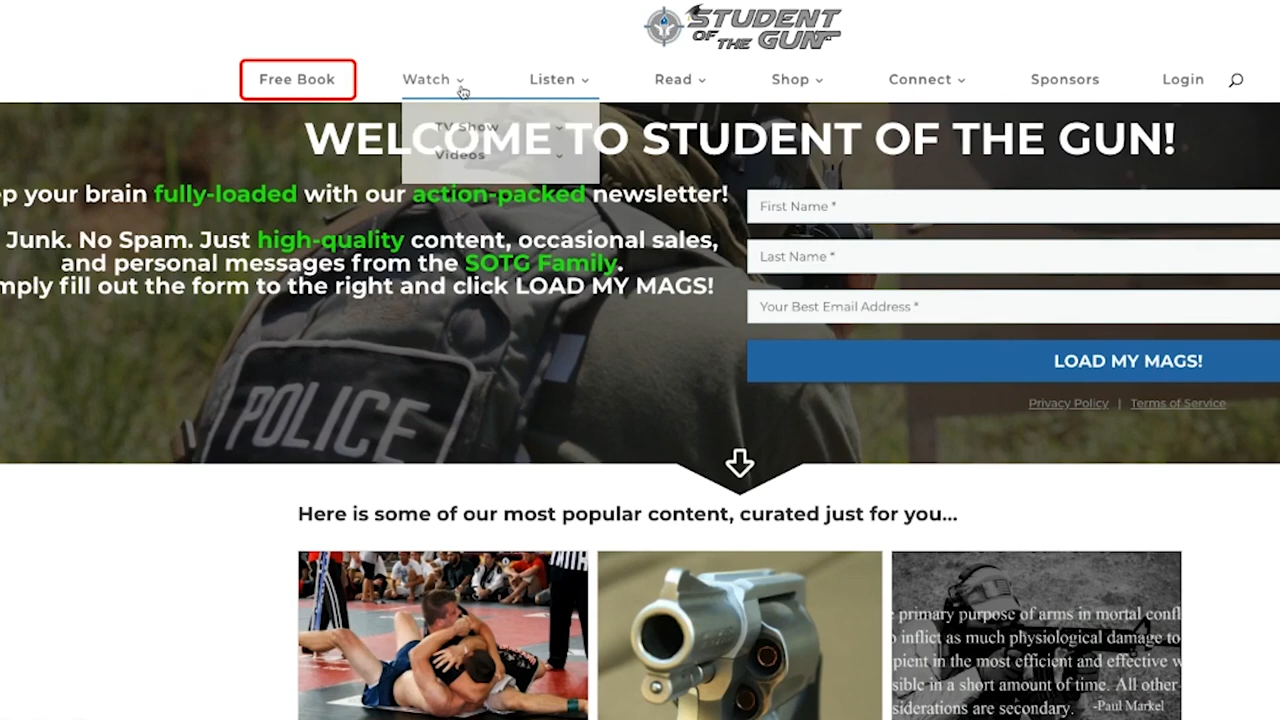 STUDENT
OF THE GUN
Free Book
Watch
Listen
Read
Shop
Connect
Sponsors
Login
TV Show
Videos
WELCOME TO STUDENT OF THE GUN!
ep your brain fully-loaded with our action-packed newsletter!
Junk. No Spam. Just high-quality content, occasional sales,
and personal messages from the SOTG Family.
mply fill out the form to the right and click LOAD MY MAGS!
First Name *
Last Name *
Your Best Email Address *
LOAD MY MAGS!
Privacy Policy | Terms of Service
POLICE
Here is some of our most popular content, curated just for you...
primary purpose of arms in mortal confl
inflict as much physiological damage to
pient in the most efficient and effective w
sible in a short amount of time. All other
siderations are secondary. -Paul Markel